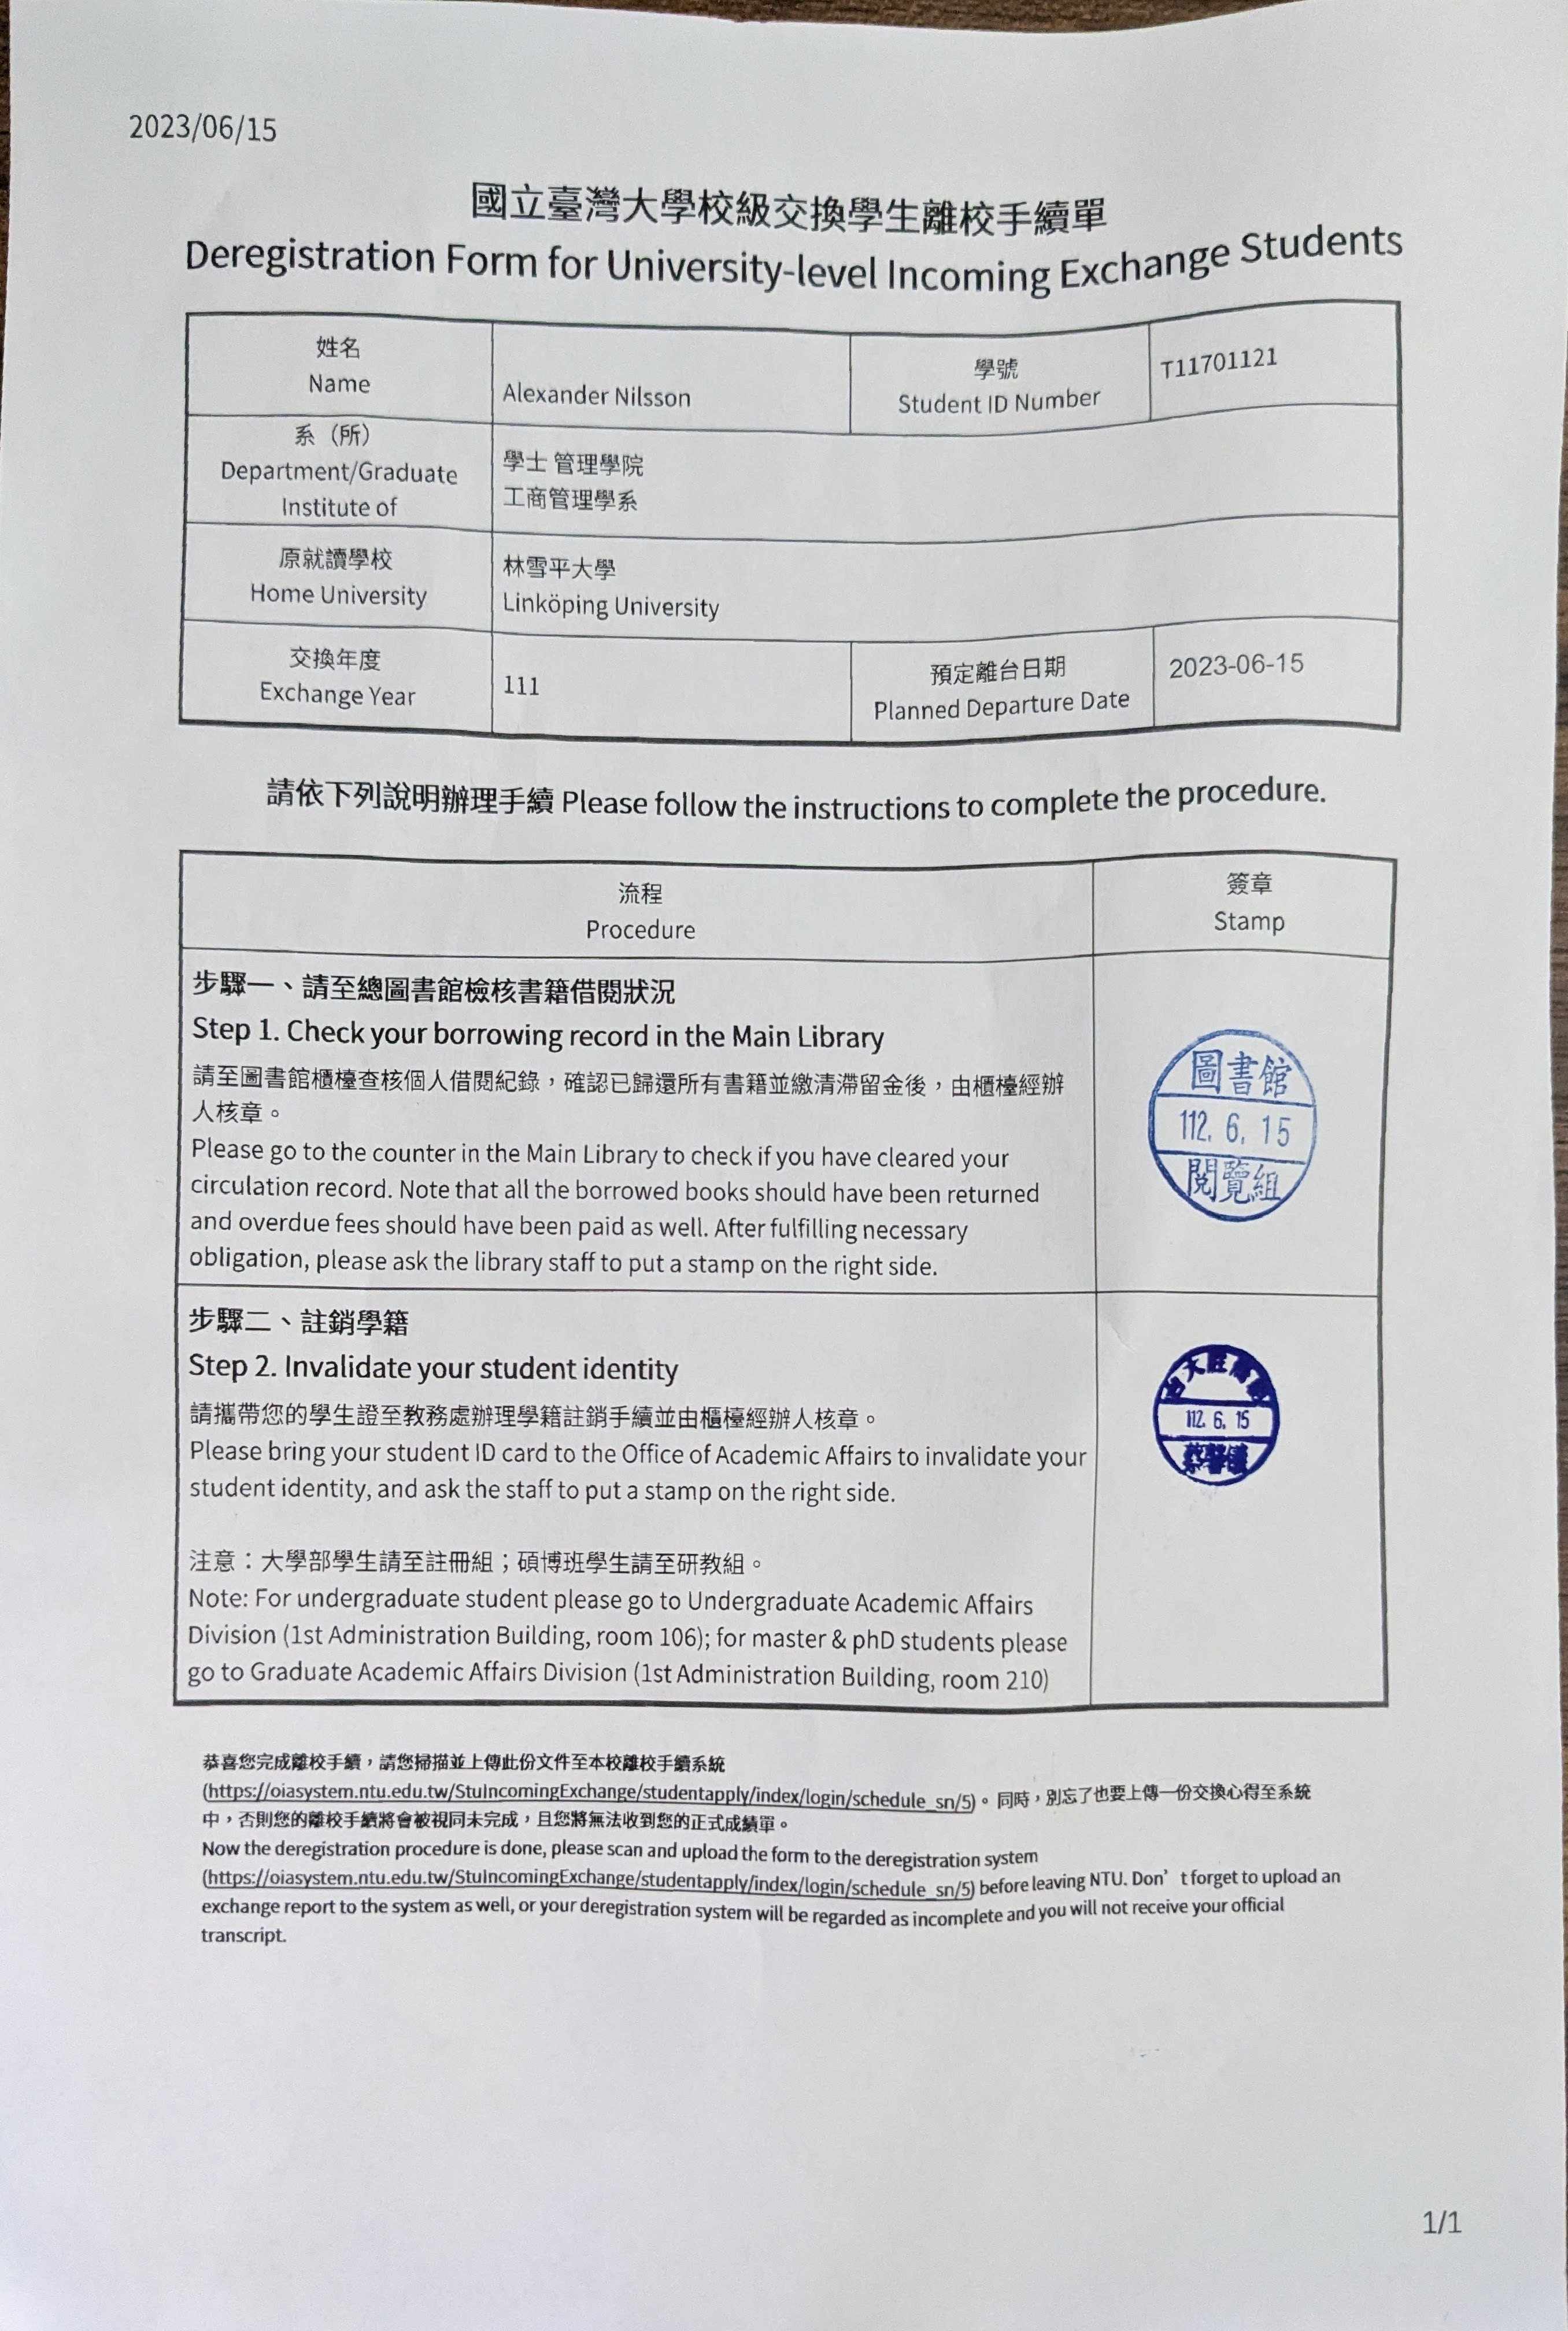 2023/06/15
國立臺灣大學校級交換學生離校手續單
Deregistration Form for University-level Incoming Exchange Students
姓名
Name
Alexander Nilsson
學號
Student ID Number
T11701121
系（所）
Department/Graduate
Institute of
學士 管理學院
工商管理學系
原就讀學校
Home University
林雪平大學
Linköping University
交換年度
Exchange Year
111
預定離台日期
Planned Departure Date
2023-06-15
請依下列說明辦理手續 Please follow the instructions to complete the procedure.
流程
Procedure
簽章
Stamp
步驟一、請至總圖書館檢核書籍借閱狀況
Step 1. Check your borrowing record in the Main Library
請至圖書館櫃檯查核個人借閱紀錄，確認已歸還所有書籍並繳清滯留金後，由櫃檯經辦
人核章。
Please go to the counter in the Main Library to check if you have cleared your
circulation record. Note that all the borrowed books should have been returned
and overdue fees should have been paid as well. After fulfilling necessary
obligation, please ask the library staff to put a stamp on the right side.
圖書館
112. 6. 15
閱覽組
步驟二、註銷學籍
Step 2. Invalidate your student identity
請攜帶您的學生證至教務處辦理學籍註銷手續並由櫃檯經辦人核章。
Please bring your student ID card to the Office of Academic Affairs to invalidate your
student identity, and ask the staff to put a stamp on the right side.
注意：大學部學生請至註冊組；碩博班學生請至研教組。
Note: For undergraduate student please go to Undergraduate Academic Affairs
Division (1st Administration Building, room 106); for master & phD students please
go to Graduate Academic Affairs Division (1st Administration Building, room 210)
112. 6. 15
恭喜您完成離校手續，請您掃描並上傳此份文件至本校離校手續系統
(https://oiasystem.ntu.edu.tw/StuIncomingExchange/studentapply/index/login/schedule_sn/5)。同時，別忘了也要上傳一份交換心得至系統
中，否則您的離校手續將會被視同未完成，且您將無法收到您的正式成績單。
Now the deregistration procedure is done, please scan and upload the form to the deregistration system
(https://oiasystem.ntu.edu.tw/StuIncomingExchange/studentapply/index/login/schedule_sn/5) before leaving NTU. Don’t forget to upload an
exchange report to the system as well, or your deregistration system will be regarded as incomplete and you will not receive your official
transcript.
1/1